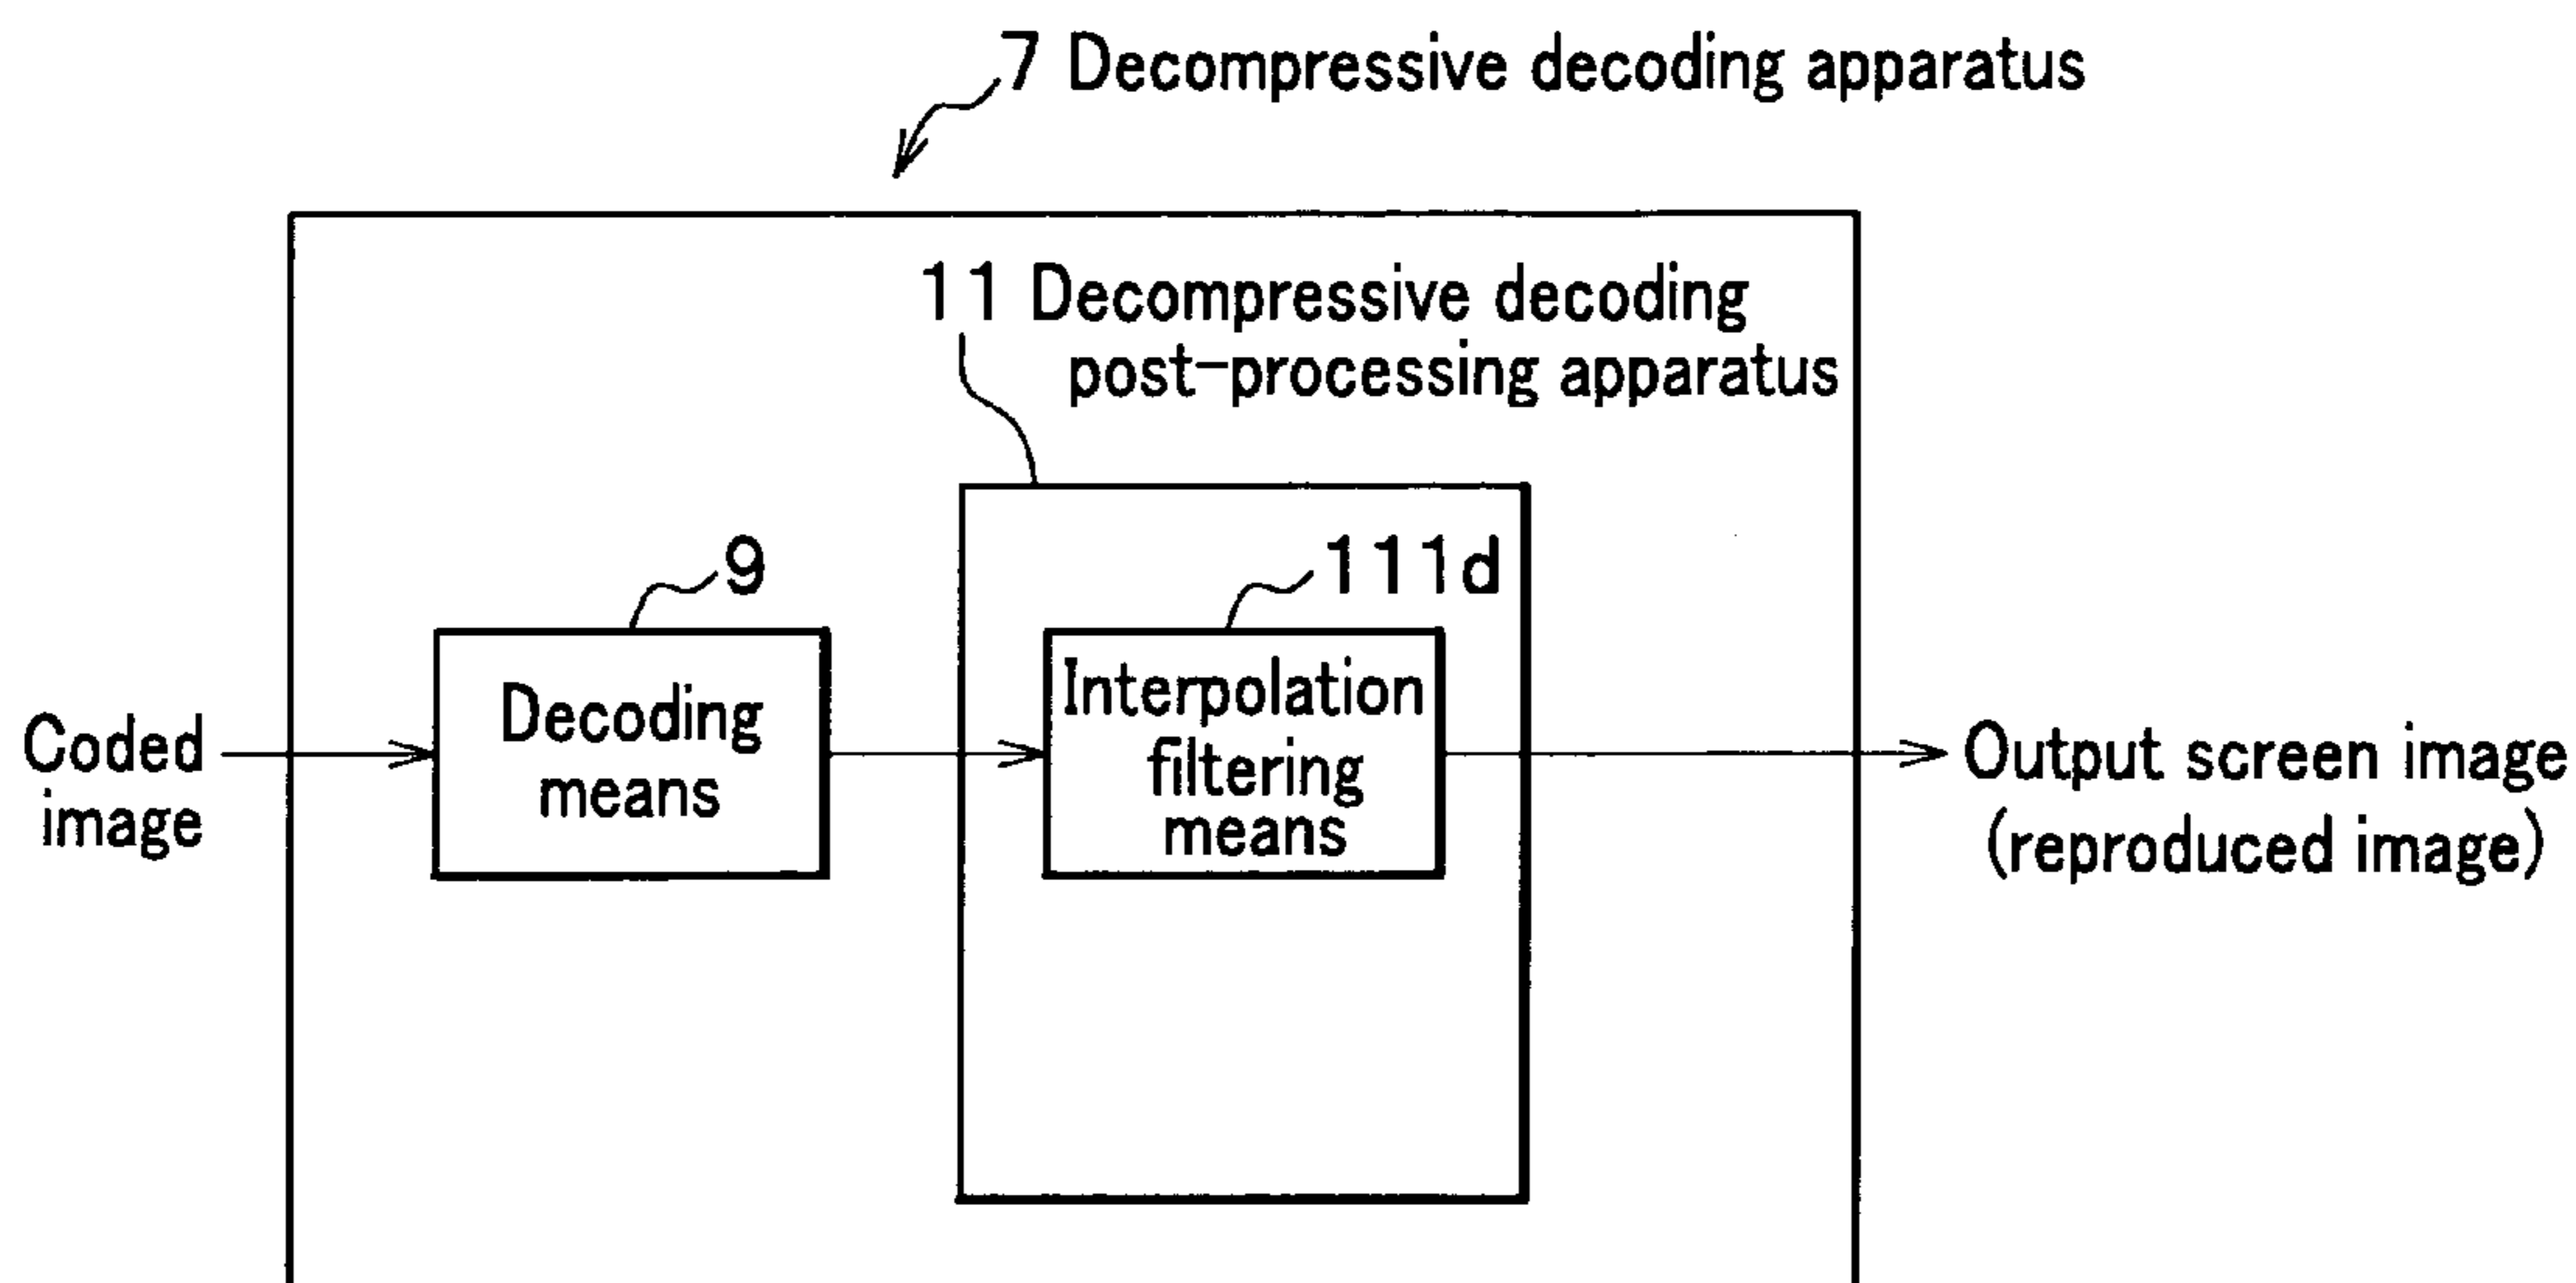 7 Decompressive decoding apparatus
11 Decompressive decoding
post-processing apparatus
9
111d
Decoding
means
Interpolation
filtering
means
Coded
image
Output screen image
(reproduced image)